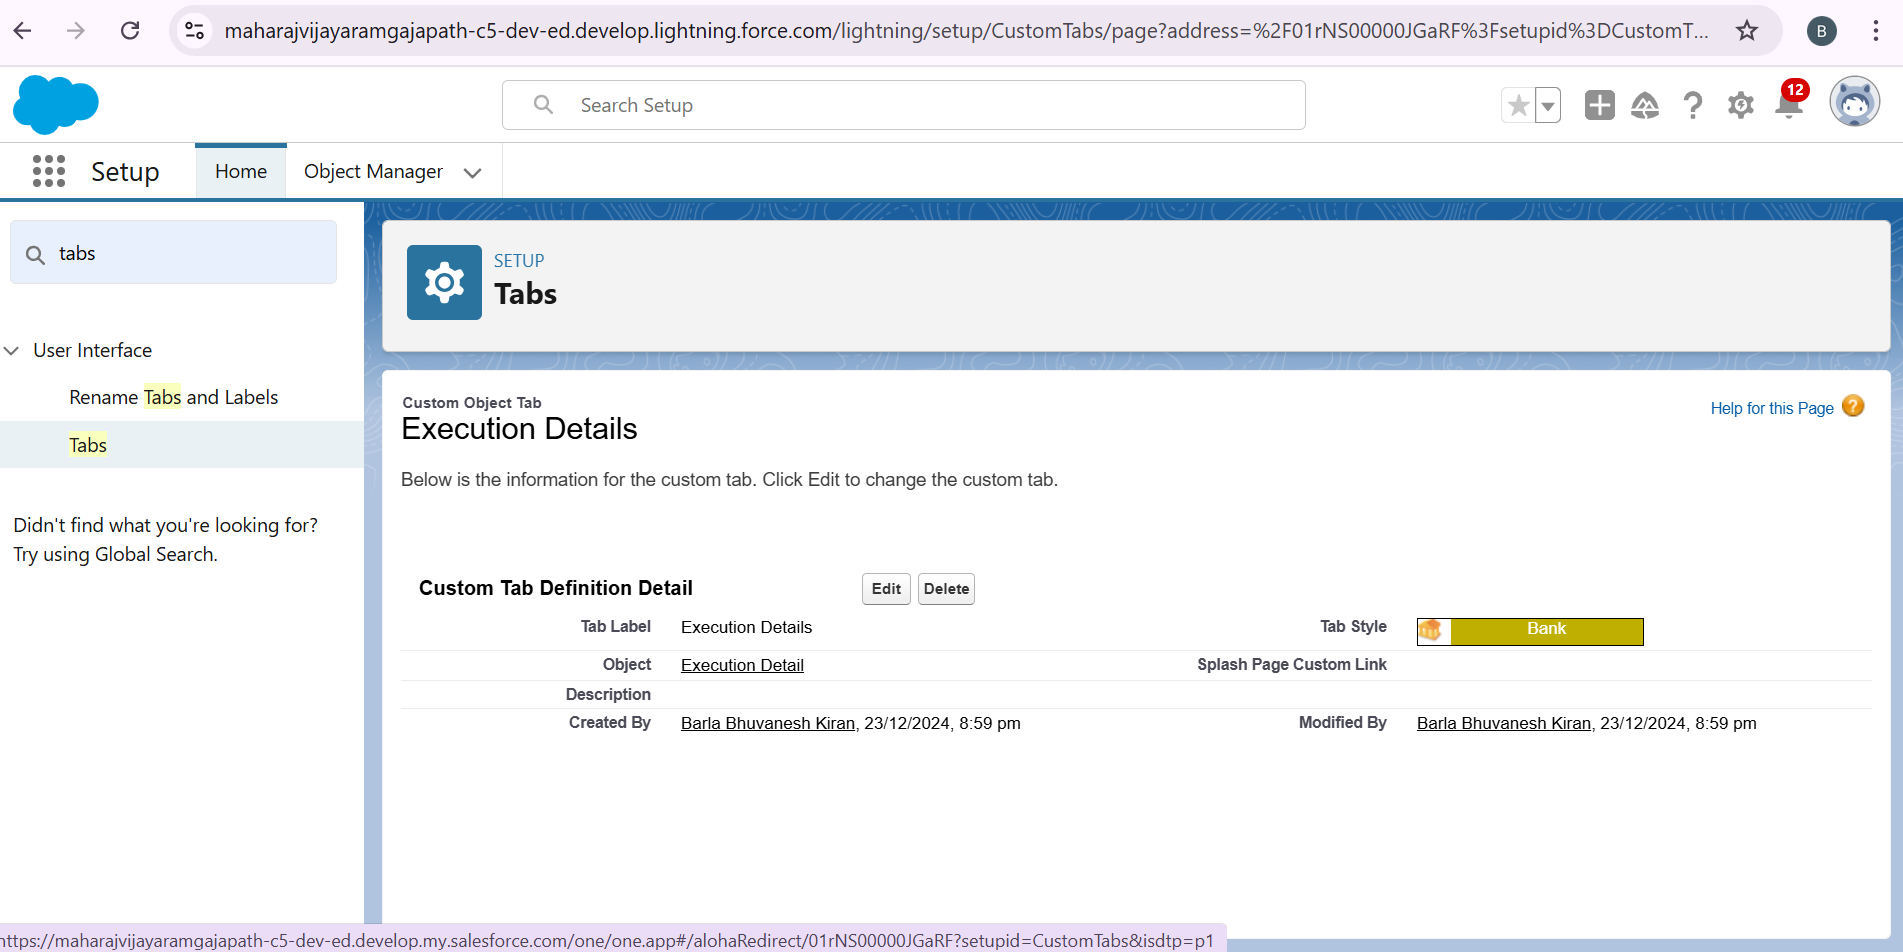 maharajvijayaramgajapath-c5-dev-ed.develop.lightning.force.com/lightning/setup/CustomTabs/page?address=%2F01rNS00000JGaRF%3Fsetupid%3DCustomT...
B
Search Setup
12
Setup
Home
Object Manager
tabs
User Interface
Rename Tabs and Labels
Tabs
Didn't find what you're looking for?
Try using Global Search.
SETUP
Tabs
Custom Object Tab
Execution Details
Help for this Page ?
Below is the information for the custom tab. Click Edit to change the custom tab.
Custom Tab Definition Detail
Edit
Delete
Tab Label Execution Details Tab Style Bank
Object Execution Detail Splash Page Custom Link
Description
Created By Barla Bhuvanesh Kiran, 23/12/2024, 8:59 pm Modified By Barla Bhuvanesh Kiran, 23/12/2024, 8:59 pm
https://maharajvijayaramgajapath-c5-dev-ed.develop.my.salesforce.com/one/one.app#/alohaRedirect/01rNS00000JGaRF?setupid=CustomTabs&isdtp=p1